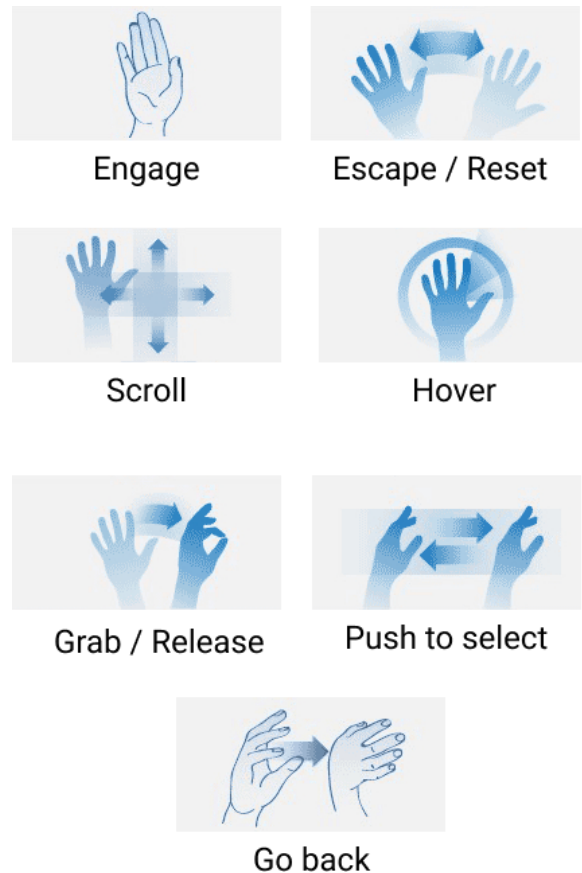 Engage
Escape / Reset
Scroll
Hover
Grab / Release
Push to select
Go back